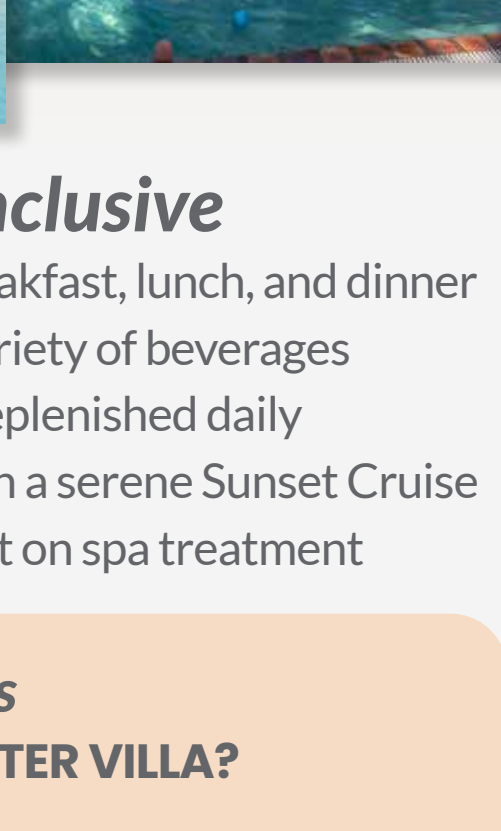 nclusive
akfast, lunch, and dinner
riety of beverages
eplenished daily
n a serene Sunset Cruise
t on spa treatment
s
TER VILLA?